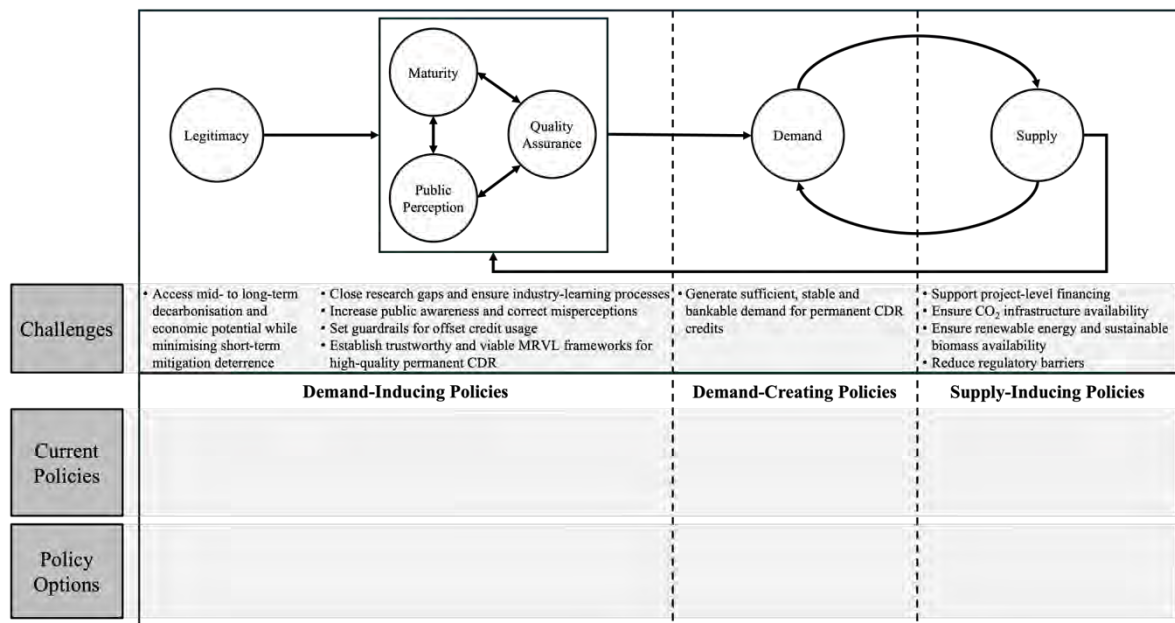 Maturity
Legitimacy
Quality
Assurance
Public
Perception
Demand
Supply
Challenges
• Access mid- to long-term
decarbonisation and
economic potential while
minimising short-term
mitigation deterrence
• Close research gaps and ensure industry-learning processes
• Increase public awareness and correct misperceptions
• Set guardrails for offset credit usage
• Establish trustworthy and viable MRVL frameworks for
high-quality permanent CDR
• Generate sufficient, stable and
bankable demand for permanent CDR
credits
• Support project-level financing
• Ensure CO₂ infrastructure availability
• Ensure renewable energy and sustainable
biomass availability
• Reduce regulatory barriers
Demand-Inducing Policies
Demand-Creating Policies
Supply-Inducing Policies
Current
Policies
Policy
Options